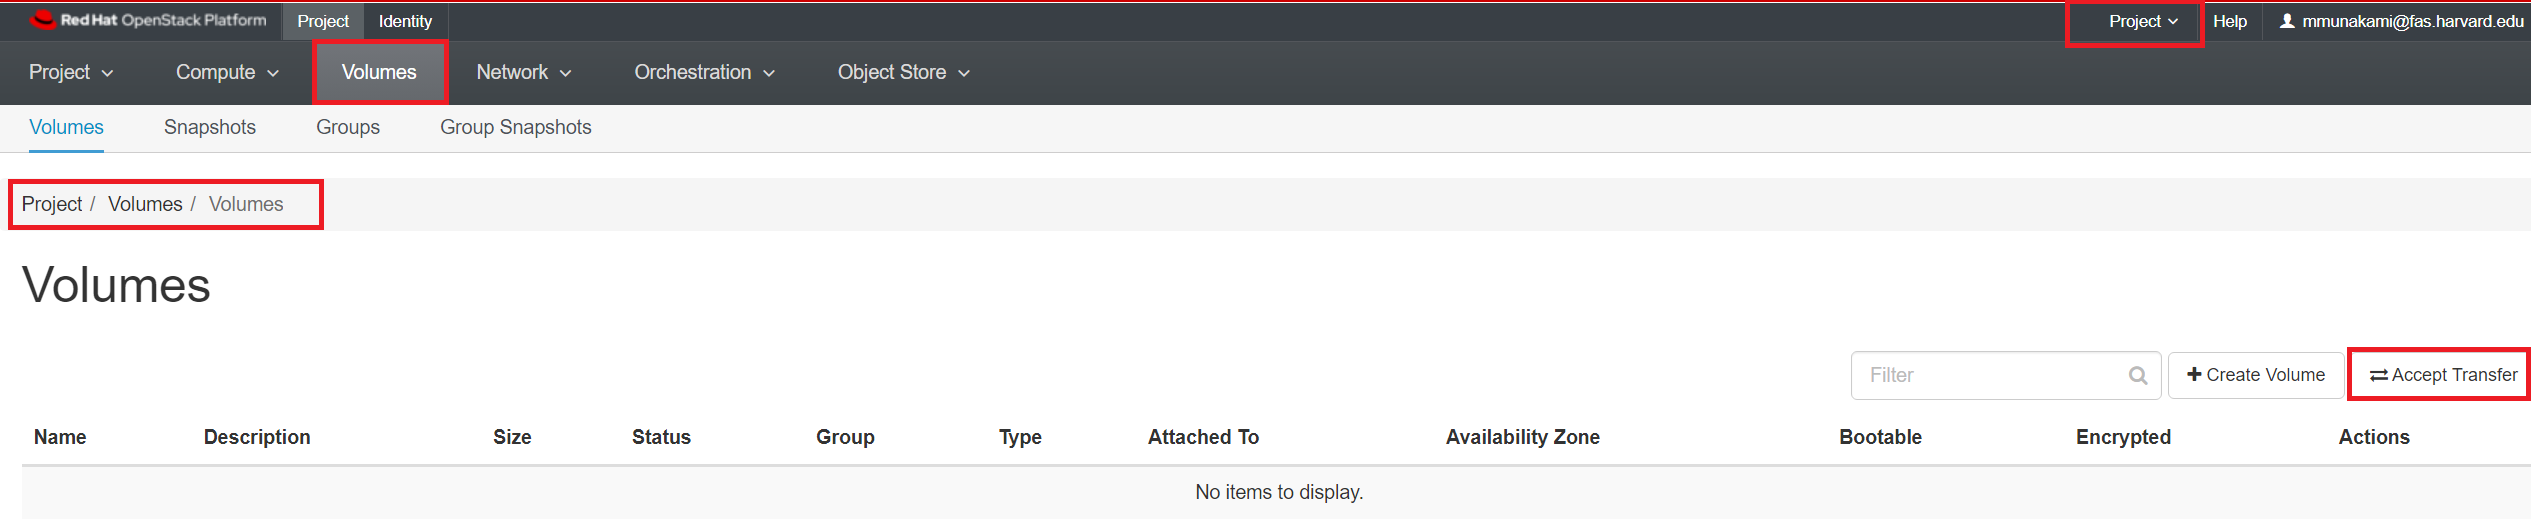 Red Hat OpenStack Platform Project Identity Project Help mmunakami@fas.harvard.edu
Project Compute Volumes Network Orchestration Object Store
Volumes Snapshots Groups Group Snapshots
Project / Volumes / Volumes
Volumes
Filter Create Volume Accept Transfer
Name Description Size Status Group Type Attached To Availability Zone Bootable Encrypted Actions
No items to display.